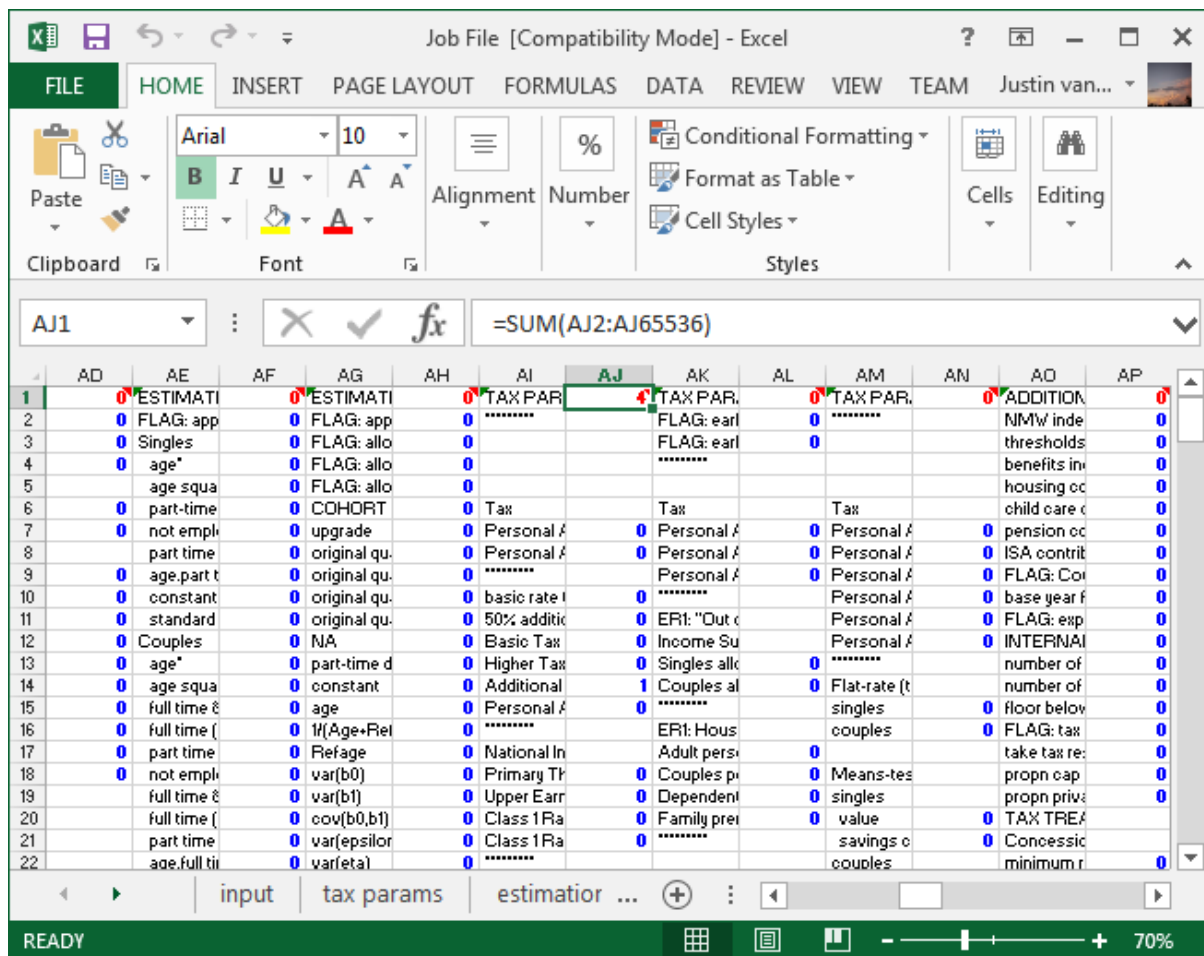 Job File [Compatibility Mode] - Excel ?
FILE HOME INSERT PAGE LAYOUT FORMULAS DATA REVIEW VIEW TEAM Justin van...
Arial 10 % Conditional Formatting
B I U A A Format as Table
Paste Alignment Number Cell Styles Cells Editing
Clipboard Font Styles
AJ1 fx =SUM(AJ2:AJ65536)
AD AE AF AG AH AI AJ AK AL AM AN AO AP
1 0 ESTIMATI 0 ESTIMATI 0 TAX PAR 4 TAX PAR. 0 TAX PAR. 0 ADDITION 0
2 0 FLAG: app 0 FLAG: app 0 ********* FLAG: earl 0 ********* NMW inde 0
3 0 Singles 0 FLAG: allo 0 FLAG: earl 0 thresholds 0
4 0 age" 0 FLAG: allo 0 ********* benefits in 0
5 age squa 0 FLAG: allo 0 housing co 0
6 0 part-time 0 COHORT 0 Tax Tax Tax child care c 0
7 0 not emplo 0 upgrade 0 Personal A 0 Personal A 0 Personal A 0 pension co 0
8 part time 0 original qu. 0 Personal A 0 Personal A 0 Personal A 0 ISA contrib 0
9 0 age.part t 0 original qu. 0 ********* Personal A 0 Personal A 0 FLAG: Cou 0
10 0 constant 0 original qu. 0 basic rate 0 ********* Personal A 0 base year f 0
11 0 standard 0 original qu. 0 50% additic 0 ER1: "Out o Personal A 0 FLAG: exp 0
12 0 Couples 0 NA 0 Basic Tax 0 Income Su Personal A 0 INTERNAL 0
13 0 age" 0 part-time d 0 Higher Tax 0 Singles allo 0 ********* number of 0
14 0 age squa 0 constant 0 Additional 1 Couples al 0 Flat-rate (t number of 0
15 0 full time & 0 age 0 Personal A 0 ********* singles 0 floor below 0
16 0 full time ( 0 1/(Age+Ref 0 ********* ER1: Hous couples 0 FLAG: tax 0
17 0 part time 0 Refage 0 National In Adult perso 0 take tax re: 0
18 0 not emplo 0 var(b0) 0 Primary Th 0 Couples p 0 Means-tes propn cap 0
19 full time & 0 var(b1) 0 Upper Earn 0 Dependent 0 singles propn priva 0
20 full time ( 0 cov(b0,b1) 0 Class 1 Ra 0 Family prem 0 value 0 TAX TREA
21 part time 0 var(epsilon 0 Class 1 Ra 0 ********* savings c 0 Concessio
22 age.full tim 0 var(eta) 0 ********* couples minimum r 0
input tax params estimation ...
READY 70%